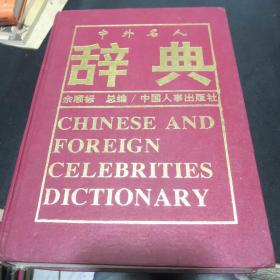 中外名人
辞典
余顺标 总编/中国人事出版社
CHINESE AND
FOREIGN
CELEBRITIES
DICTIONARY